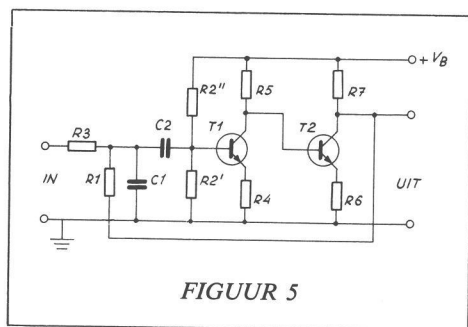 + VB
R2"
R5
R7
C2
T1
T2
R3
IN
R1
C1
R2'
R4
R6
UIT
FIGUUR 5